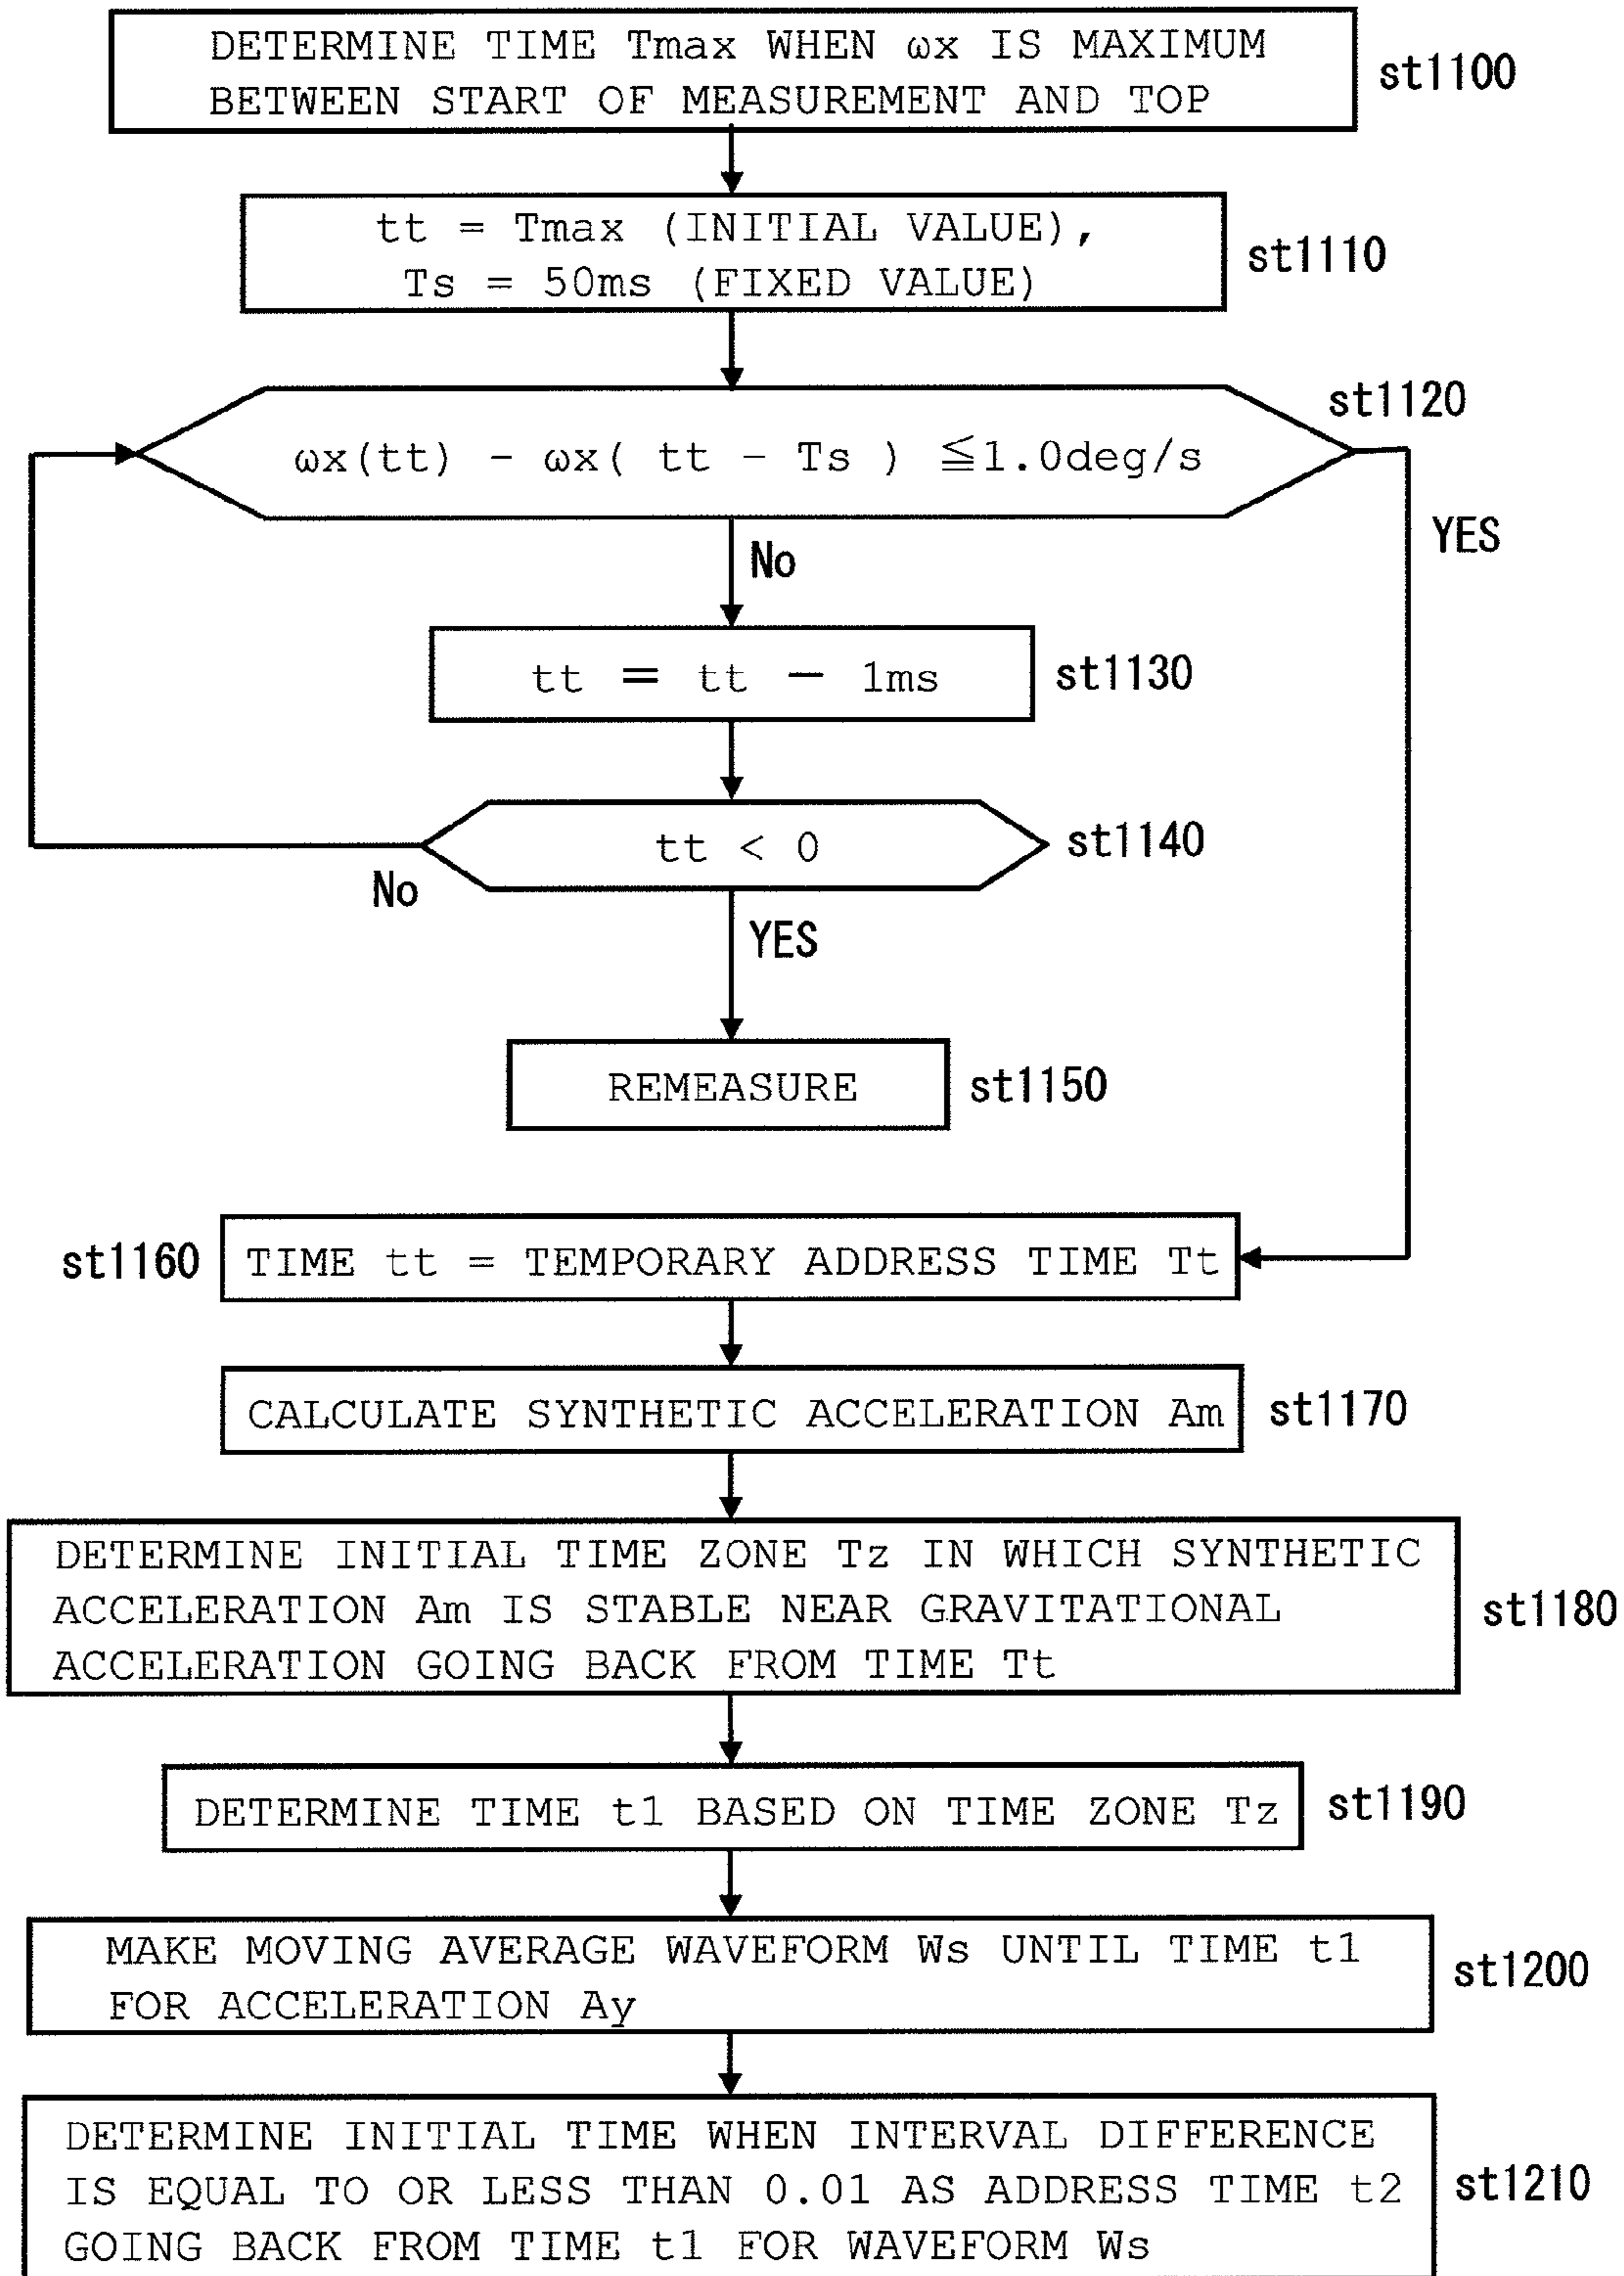 DETERMINE TIME Tmax WHEN ωx IS MAXIMUM
BETWEEN START OF MEASUREMENT AND TOP
st1100
tt = Tmax (INITIAL VALUE),
Ts = 50ms (FIXED VALUE)
st1110
st1120
ωx(tt) - ωx( tt - Ts ) ≦1.0deg/s
YES
No
tt = tt - 1ms
st1130
tt < 0
st1140
No
YES
REMEASURE
st1150
st1160
TIME tt = TEMPORARY ADDRESS TIME Tt
CALCULATE SYNTHETIC ACCELERATION Am
st1170
DETERMINE INITIAL TIME ZONE Tz IN WHICH SYNTHETIC
ACCELERATION Am IS STABLE NEAR GRAVITATIONAL
ACCELERATION GOING BACK FROM TIME Tt
st1180
DETERMINE TIME t1 BASED ON TIME ZONE Tz
st1190
MAKE MOVING AVERAGE WAVEFORM Ws UNTIL TIME t1
FOR ACCELERATION Ay
st1200
DETERMINE INITIAL TIME WHEN INTERVAL DIFFERENCE
IS EQUAL TO OR LESS THAN 0.01 AS ADDRESS TIME t2
GOING BACK FROM TIME t1 FOR WAVEFORM Ws
st1210